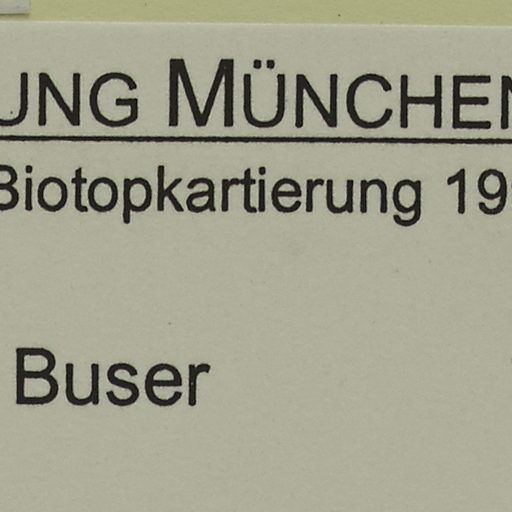 UNG MÜNCHEN
Biotopkartierung 19
Buser